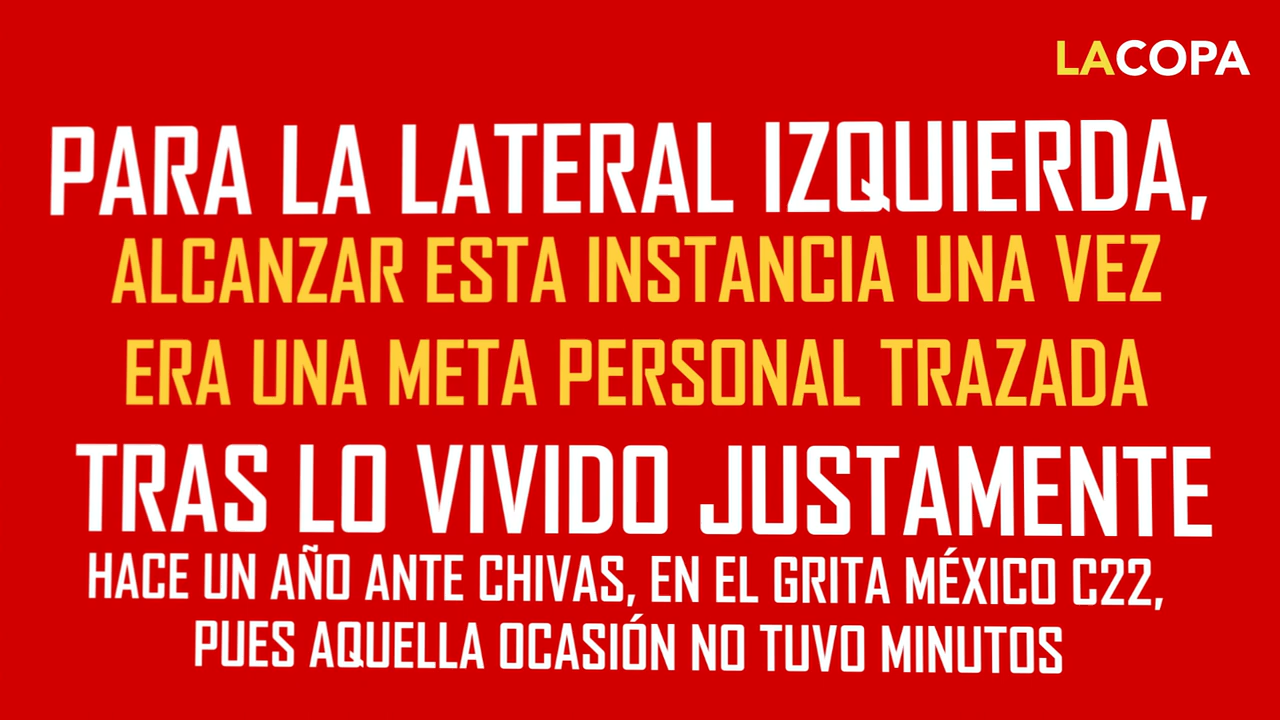 LACOPA
PARA LA LATERAL IZQUIERDA,
ALCANZAR ESTA INSTANCIA UNA VEZ
ERA UNA META PERSONAL TRAZADA
TRAS LO VIVIDO JUSTAMENTE
HACE UN AÑO ANTE CHIVAS, EN EL GRITA MÉXICO C22,
PUES AQUELLA OCASIÓN NO TUVO MINUTOS